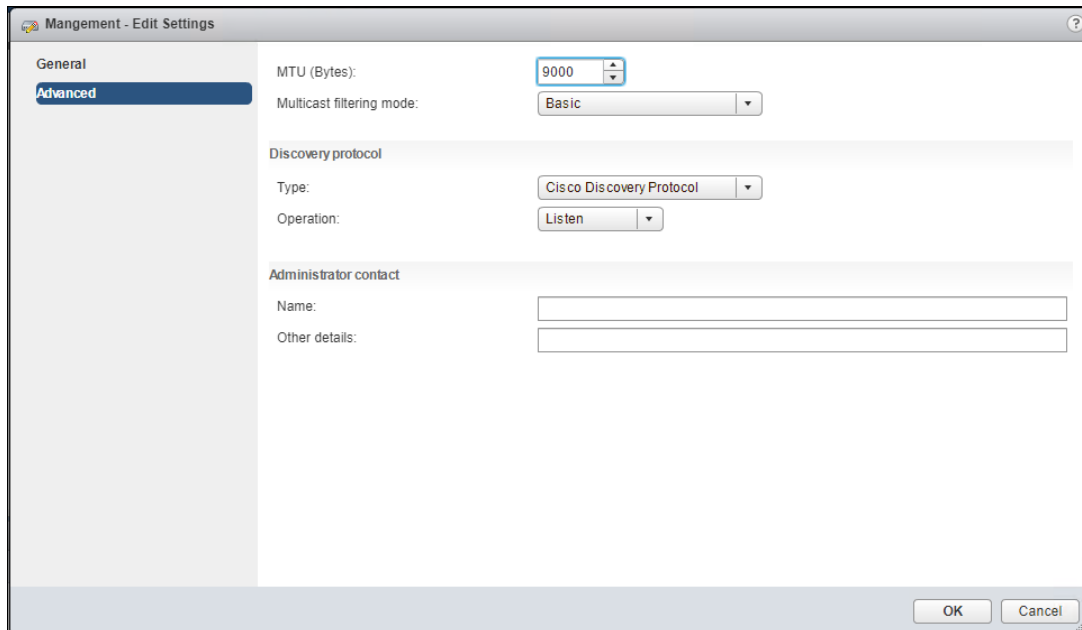 Mangement - Edit Settings
?
General
Advanced
MTU (Bytes): 9000
Multicast filtering mode: Basic
Discovery protocol
Type: Cisco Discovery Protocol
Operation: Listen
Administrator contact
Name:
Other details:
OK Cancel